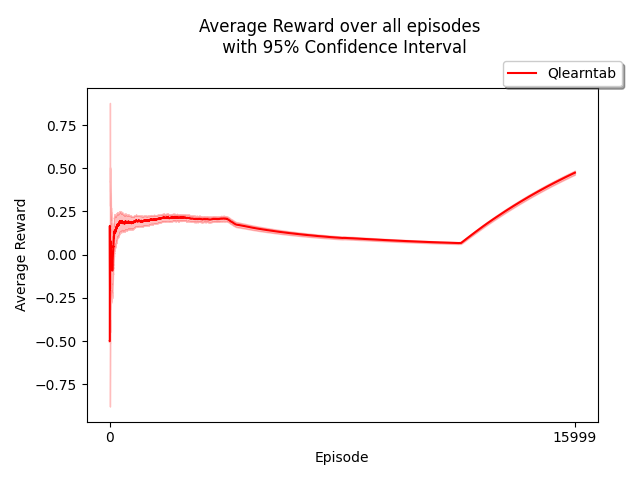 Average Reward over all episodes
with 95% Confidence Interval
Qlearntab
0.75
0.50
0.25
0.00
−0.25
−0.50
−0.75
Average Reward
0
15999
Episode